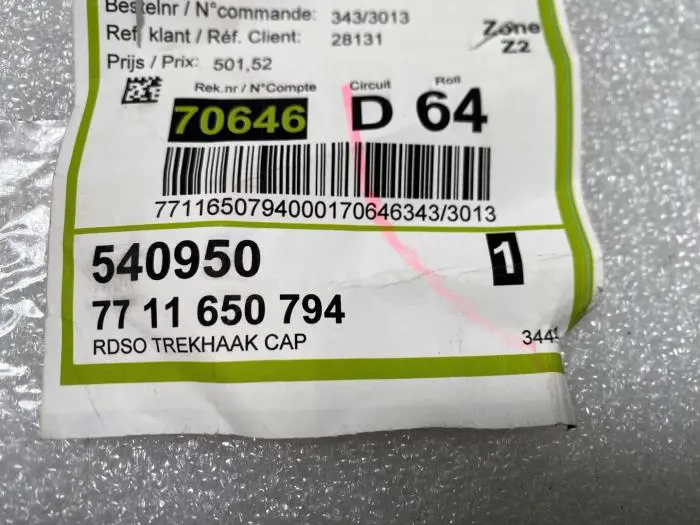 Bestelnr / N°commande: 343/3013
Ref. klant / Réf. Client: 28131
Zone
Z2
Prijs / Prix: 501,52
Rek.nr / N°Compte Circuit Roll
70646 D 64
7711650794000170646343/3013
540950 1
77 11 650 794
RDSO TREKHAAK CAP